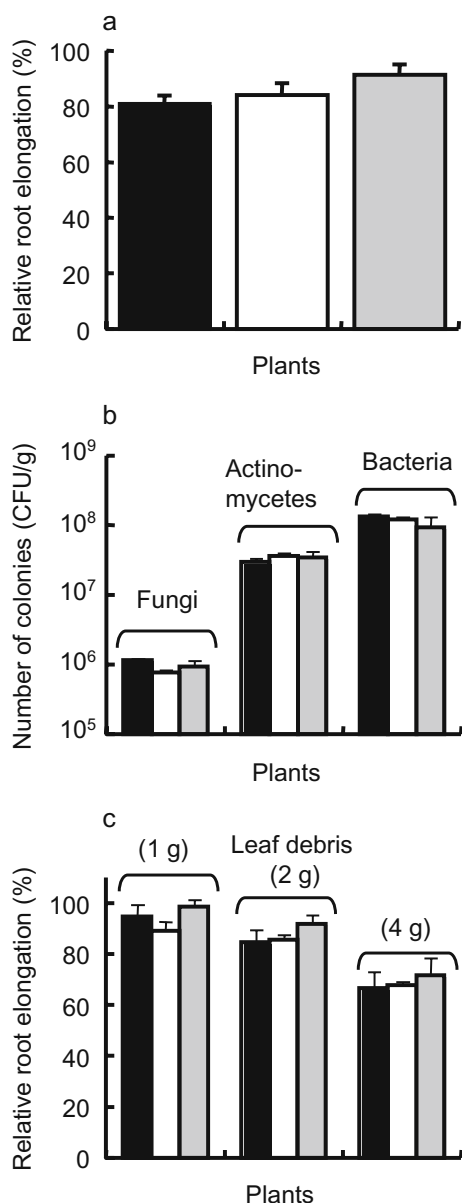 a
Relative root elongation (%)
100
80
60
40
20
0
Plants
b
Number of colonies (CFU/g)
10⁹
10⁸
10⁷
10⁶
10⁵
Fungi
Actino-
mycetes
Bacteria
Plants
c
Relative root elongation (%)
100
80
60
40
20
0
(1 g)
Leaf debris
(2 g)
(4 g)
Plants